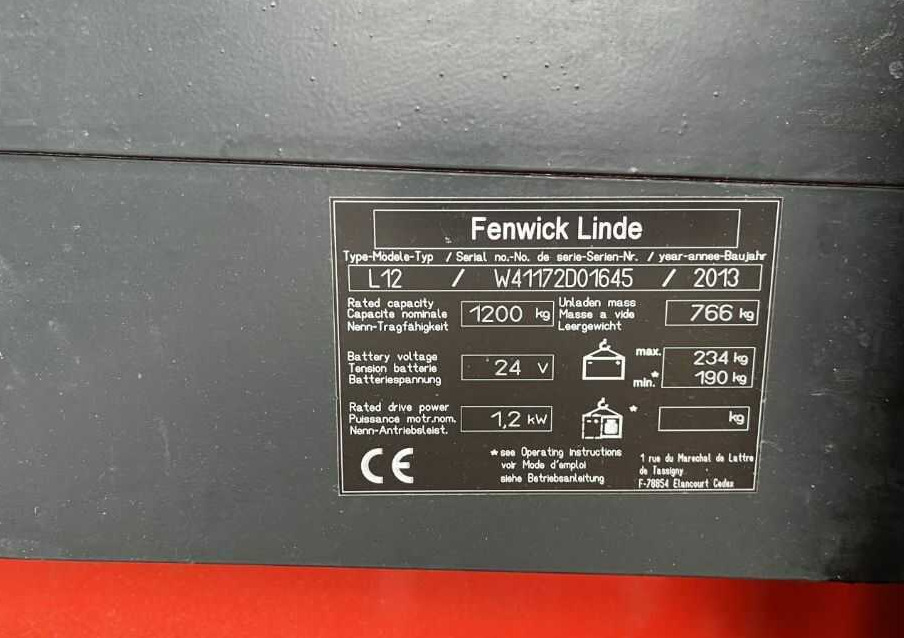 Fenwick Linde
Type-Modele-Typ / Serial no.-No. de serie-Serien-Nr. / year-annee-Baujahr
L12 / W41172D01645 / 2013
Rated capacity
Capacite nominale
Nenn-Tragfähigkeit
1200 kg
Unladen mass
Masse a vide
Leergewicht
766 kg
Battery voltage
Tension batterie
Batteriespannung
24 V
max. 234 kg
min.* 190 kg
Rated drive power
Puissance motr.nom.
Nenn-Antriebsleist.
1,2 kW
* kg
CE
* see Operating instructions
voir Mode d'emploi
siehe Betriebsanleitung
1 rue du Marechal de Lattre
de Tassigny
F-78854 Elancourt Cedex